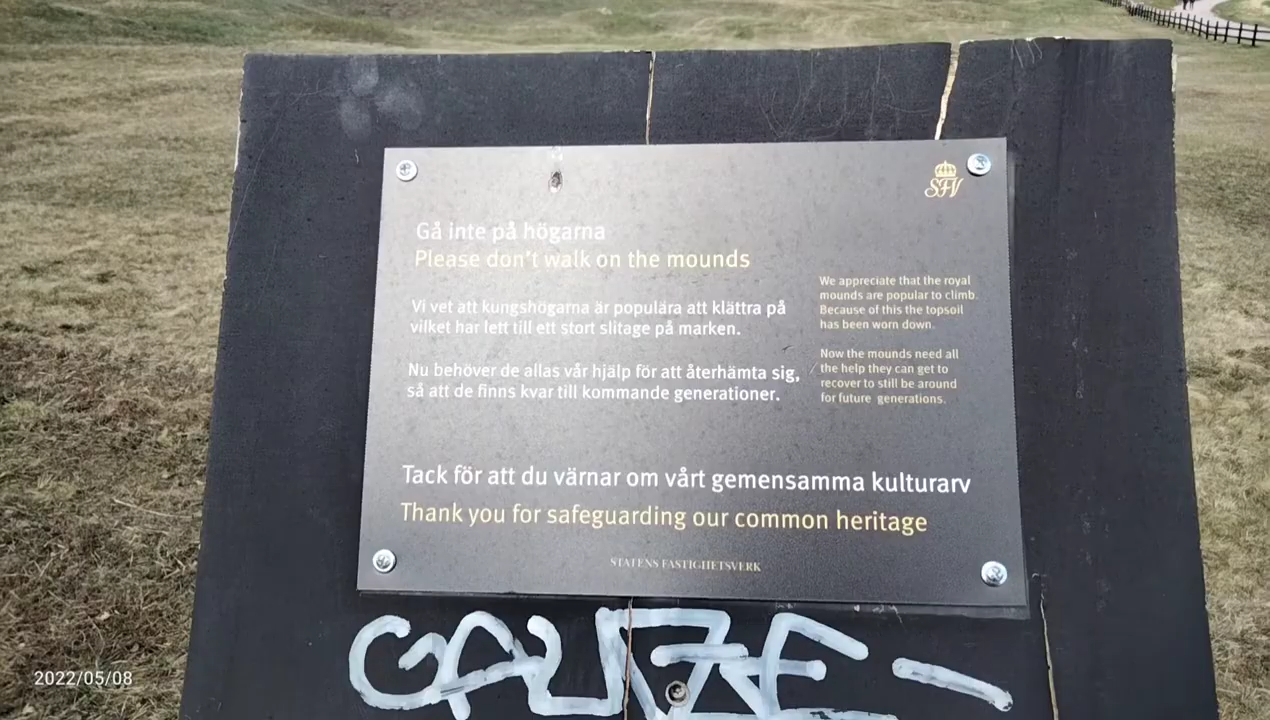 SFV
Gå inte på högarna
Please don't walk on the mounds
Vi vet att kungshögarna är populära att klättra på
vilket har lett till ett stort slitage på marken.
Nu behöver de allas vår hjälp för att återhämta sig,
så att de finns kvar till kommande generationer.
We appreciate that the royal
mounds are popular to climb.
Because of this the topsoil
has been worn down.
Now the mounds need all
the help they can get to
recover to still be around
for future generations.
Tack för att du värnar om vårt gemensamma kulturarv
Thank you for safeguarding our common heritage
STATENS FASTIGHETSVERK
2022/05/08